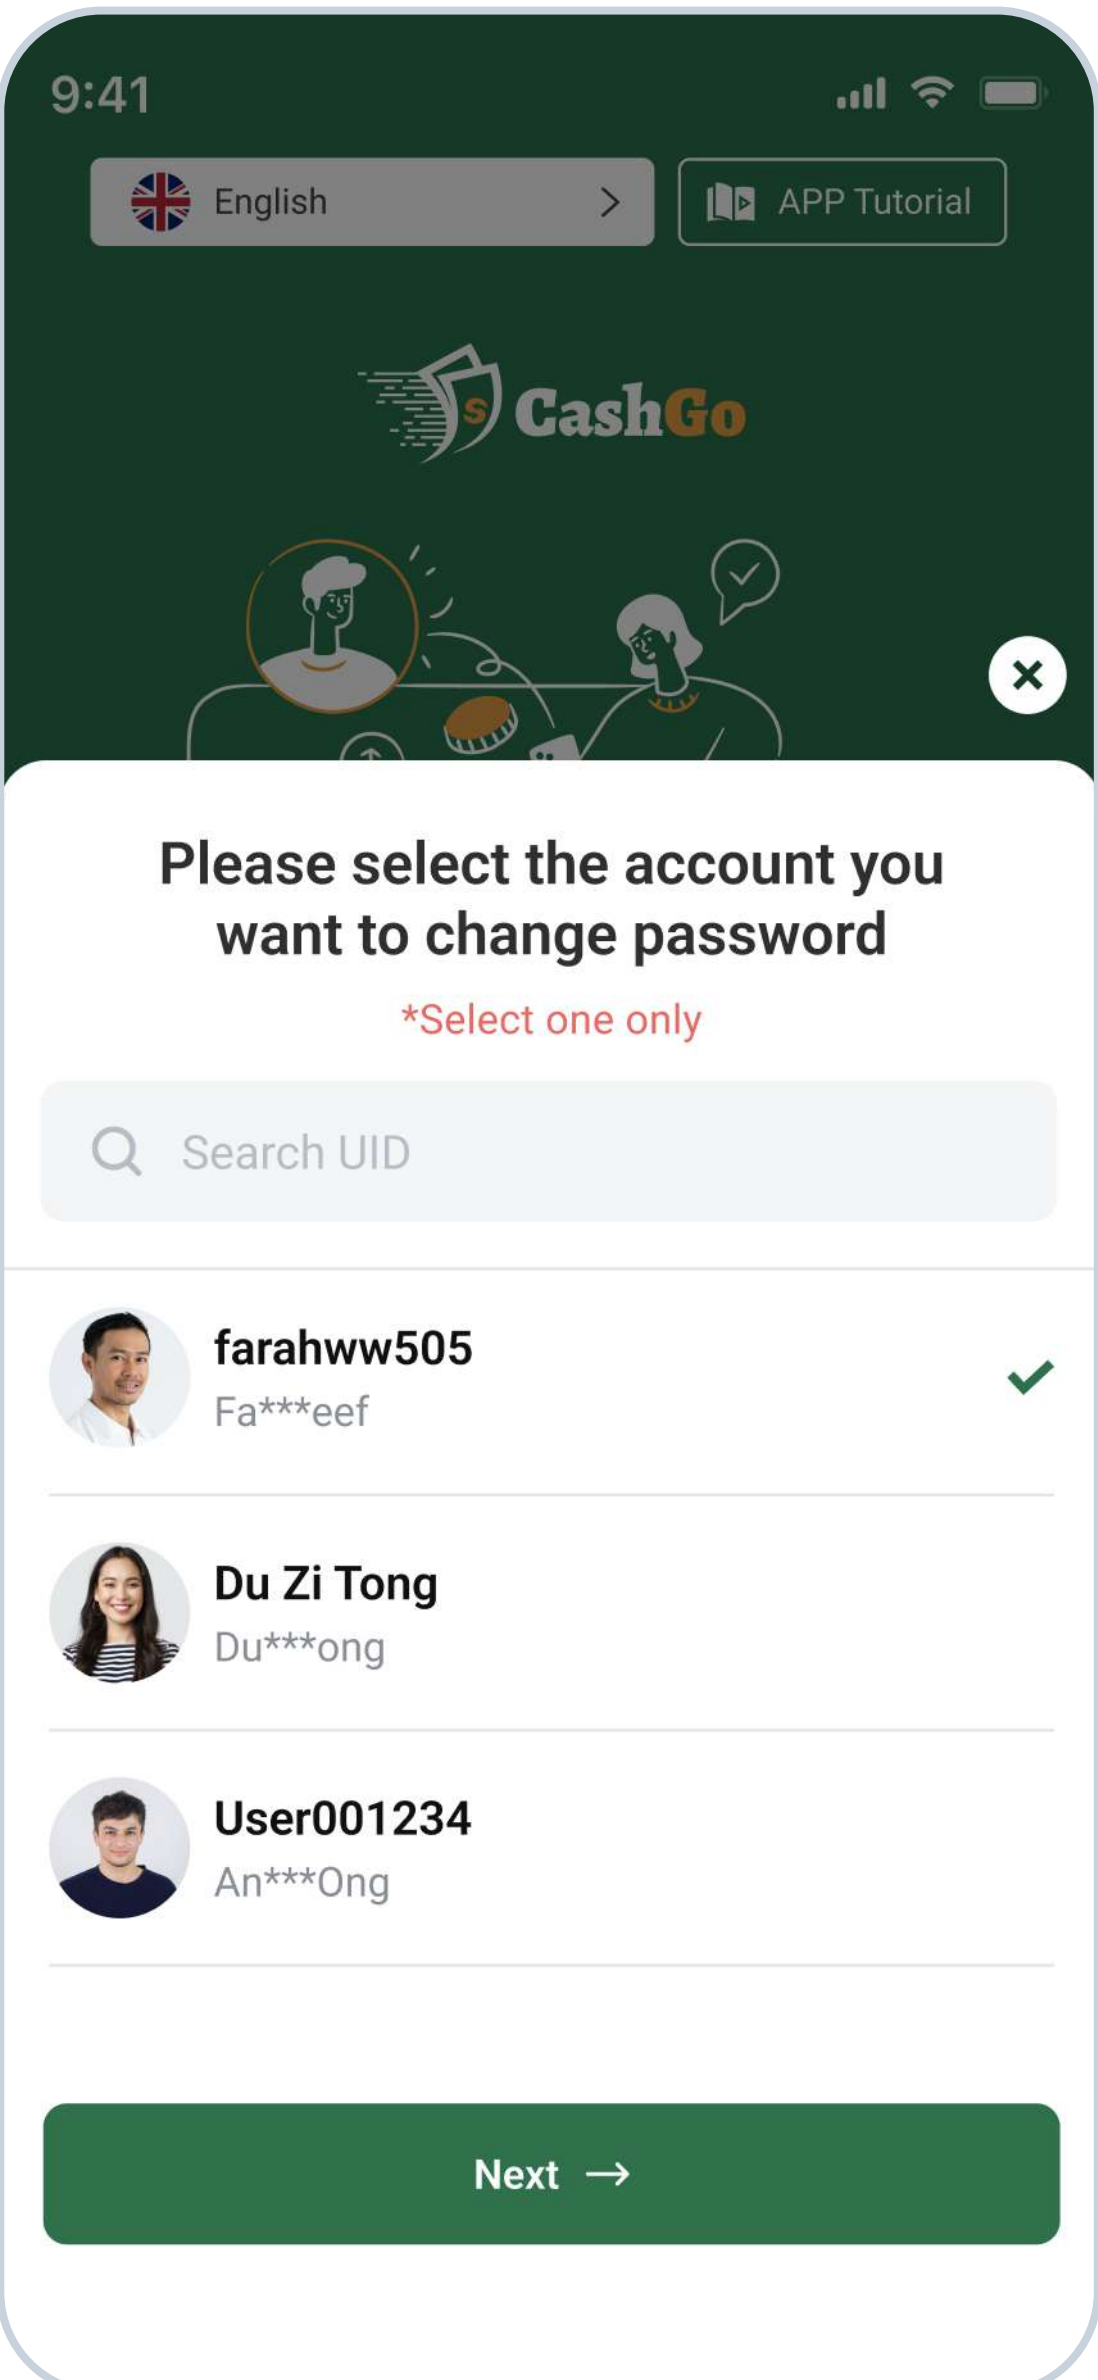 9:41
English
APP Tutorial
S
CashGo
Please select the account you
want to change password
*Select one only
Search UID
farahww505
Fa***eef
Du Zi Tong
Du***ong
User001234
An***Ong
Next →